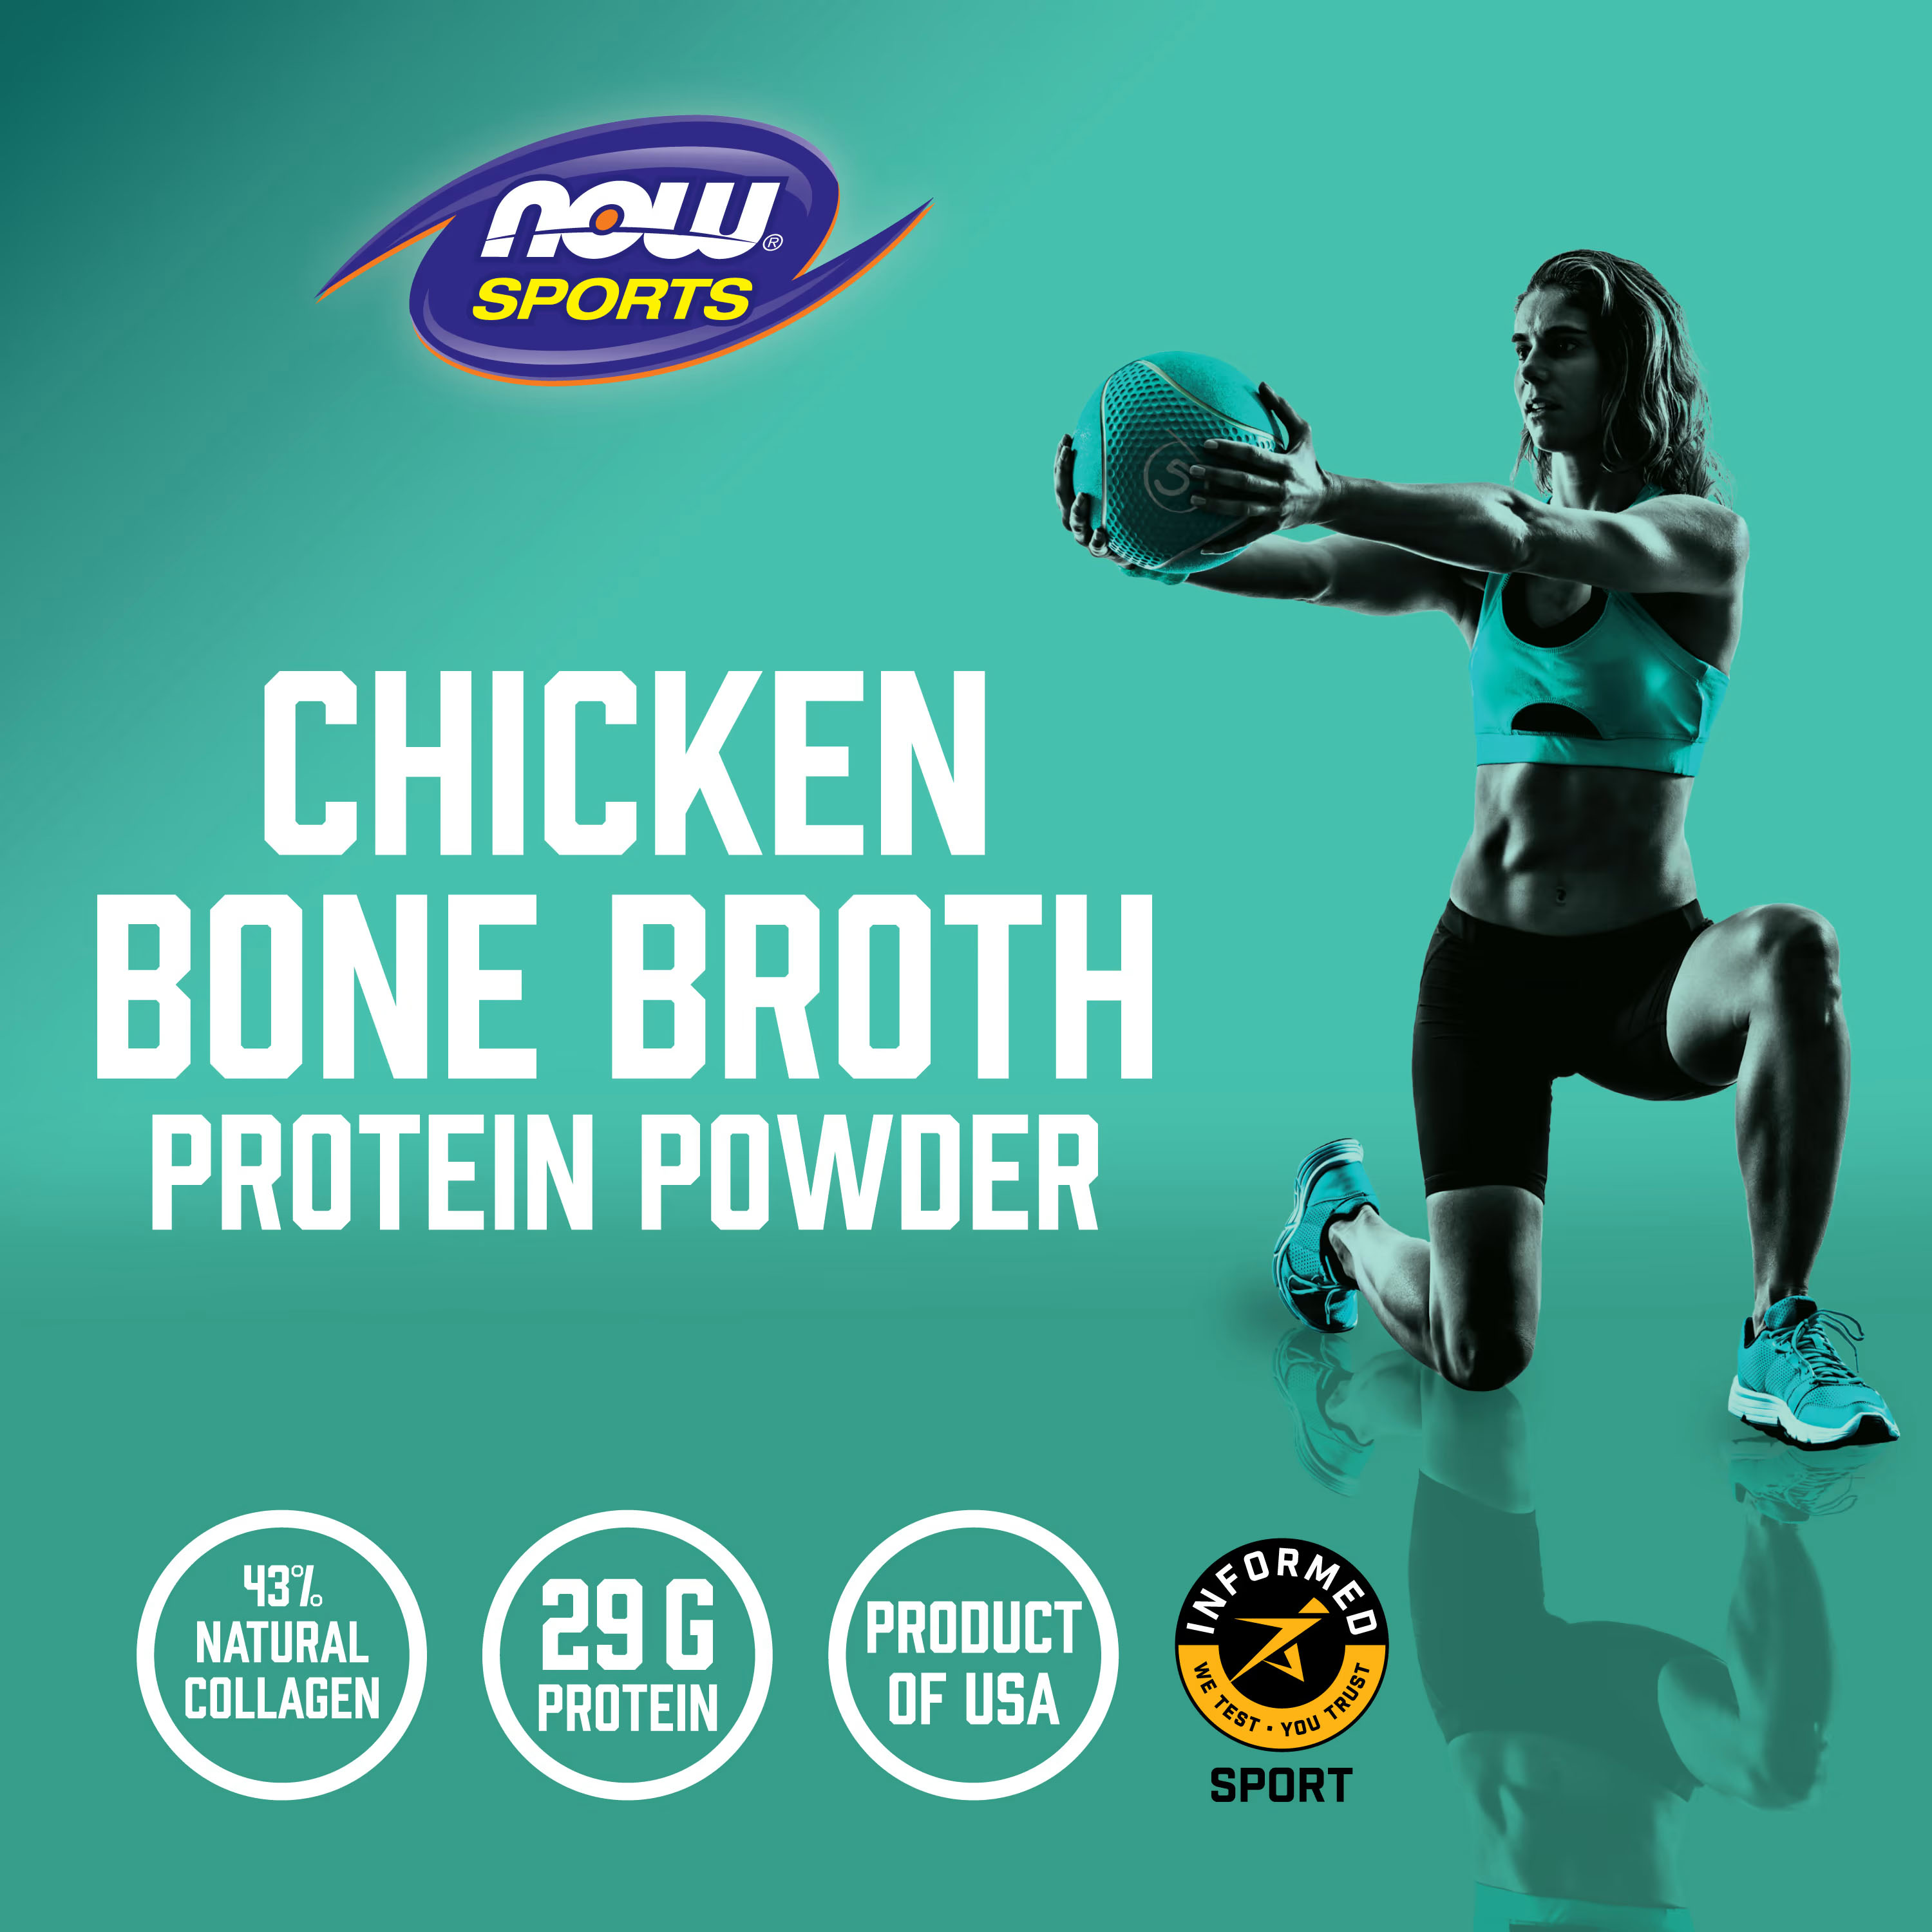 now®
SPORTS
CHICKEN
BONE BROTH
PROTEIN POWDER
43%
NATURAL
COLLAGEN
29 G
PROTEIN
PRODUCT
OF USA
INFORMED
WE TEST · YOU TRUST
SPORT